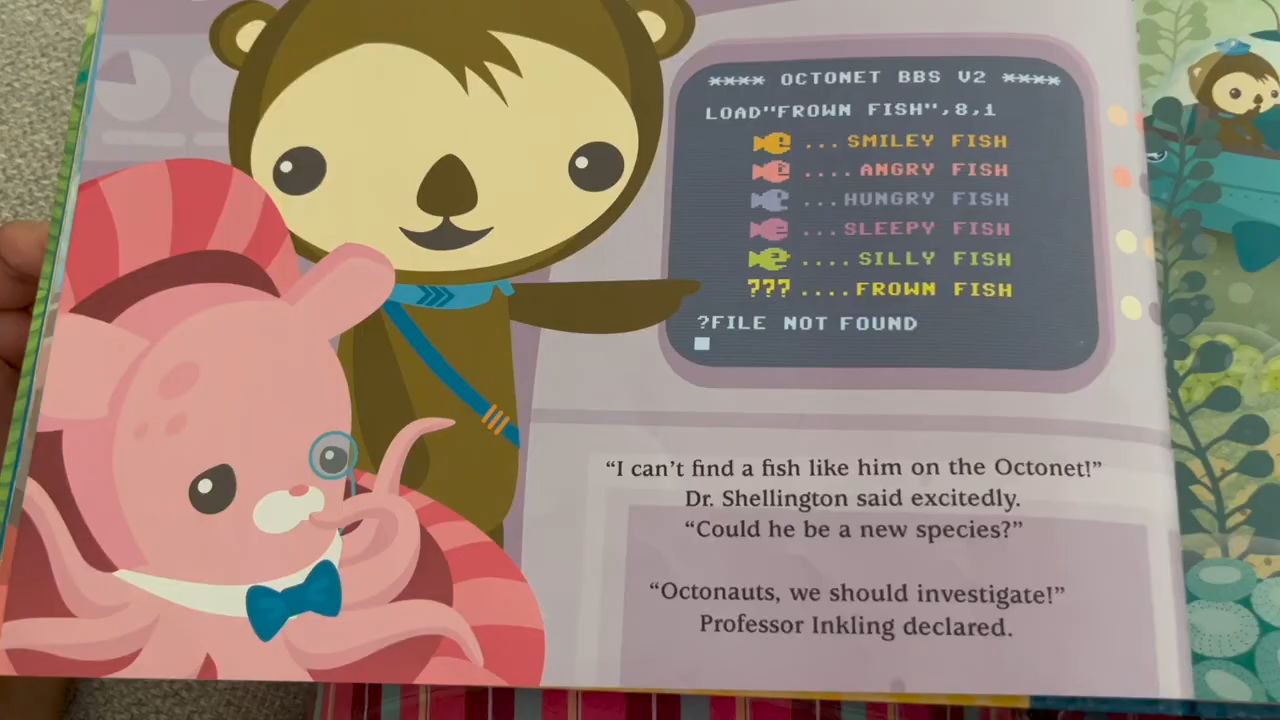 **** OCTONET BBS V2 ****
LOAD"FROWN FISH",8,1
...SMILEY FISH
....ANGRY FISH
...HUNGRY FISH
...SLEEPY FISH
....SILLY FISH
???....FROWN FISH
?FILE NOT FOUND
“I can’t find a fish like him on the Octonet!”
Dr. Shellington said excitedly.
“Could he be a new species?”
“Octonauts, we should investigate!”
Professor Inkling declared.